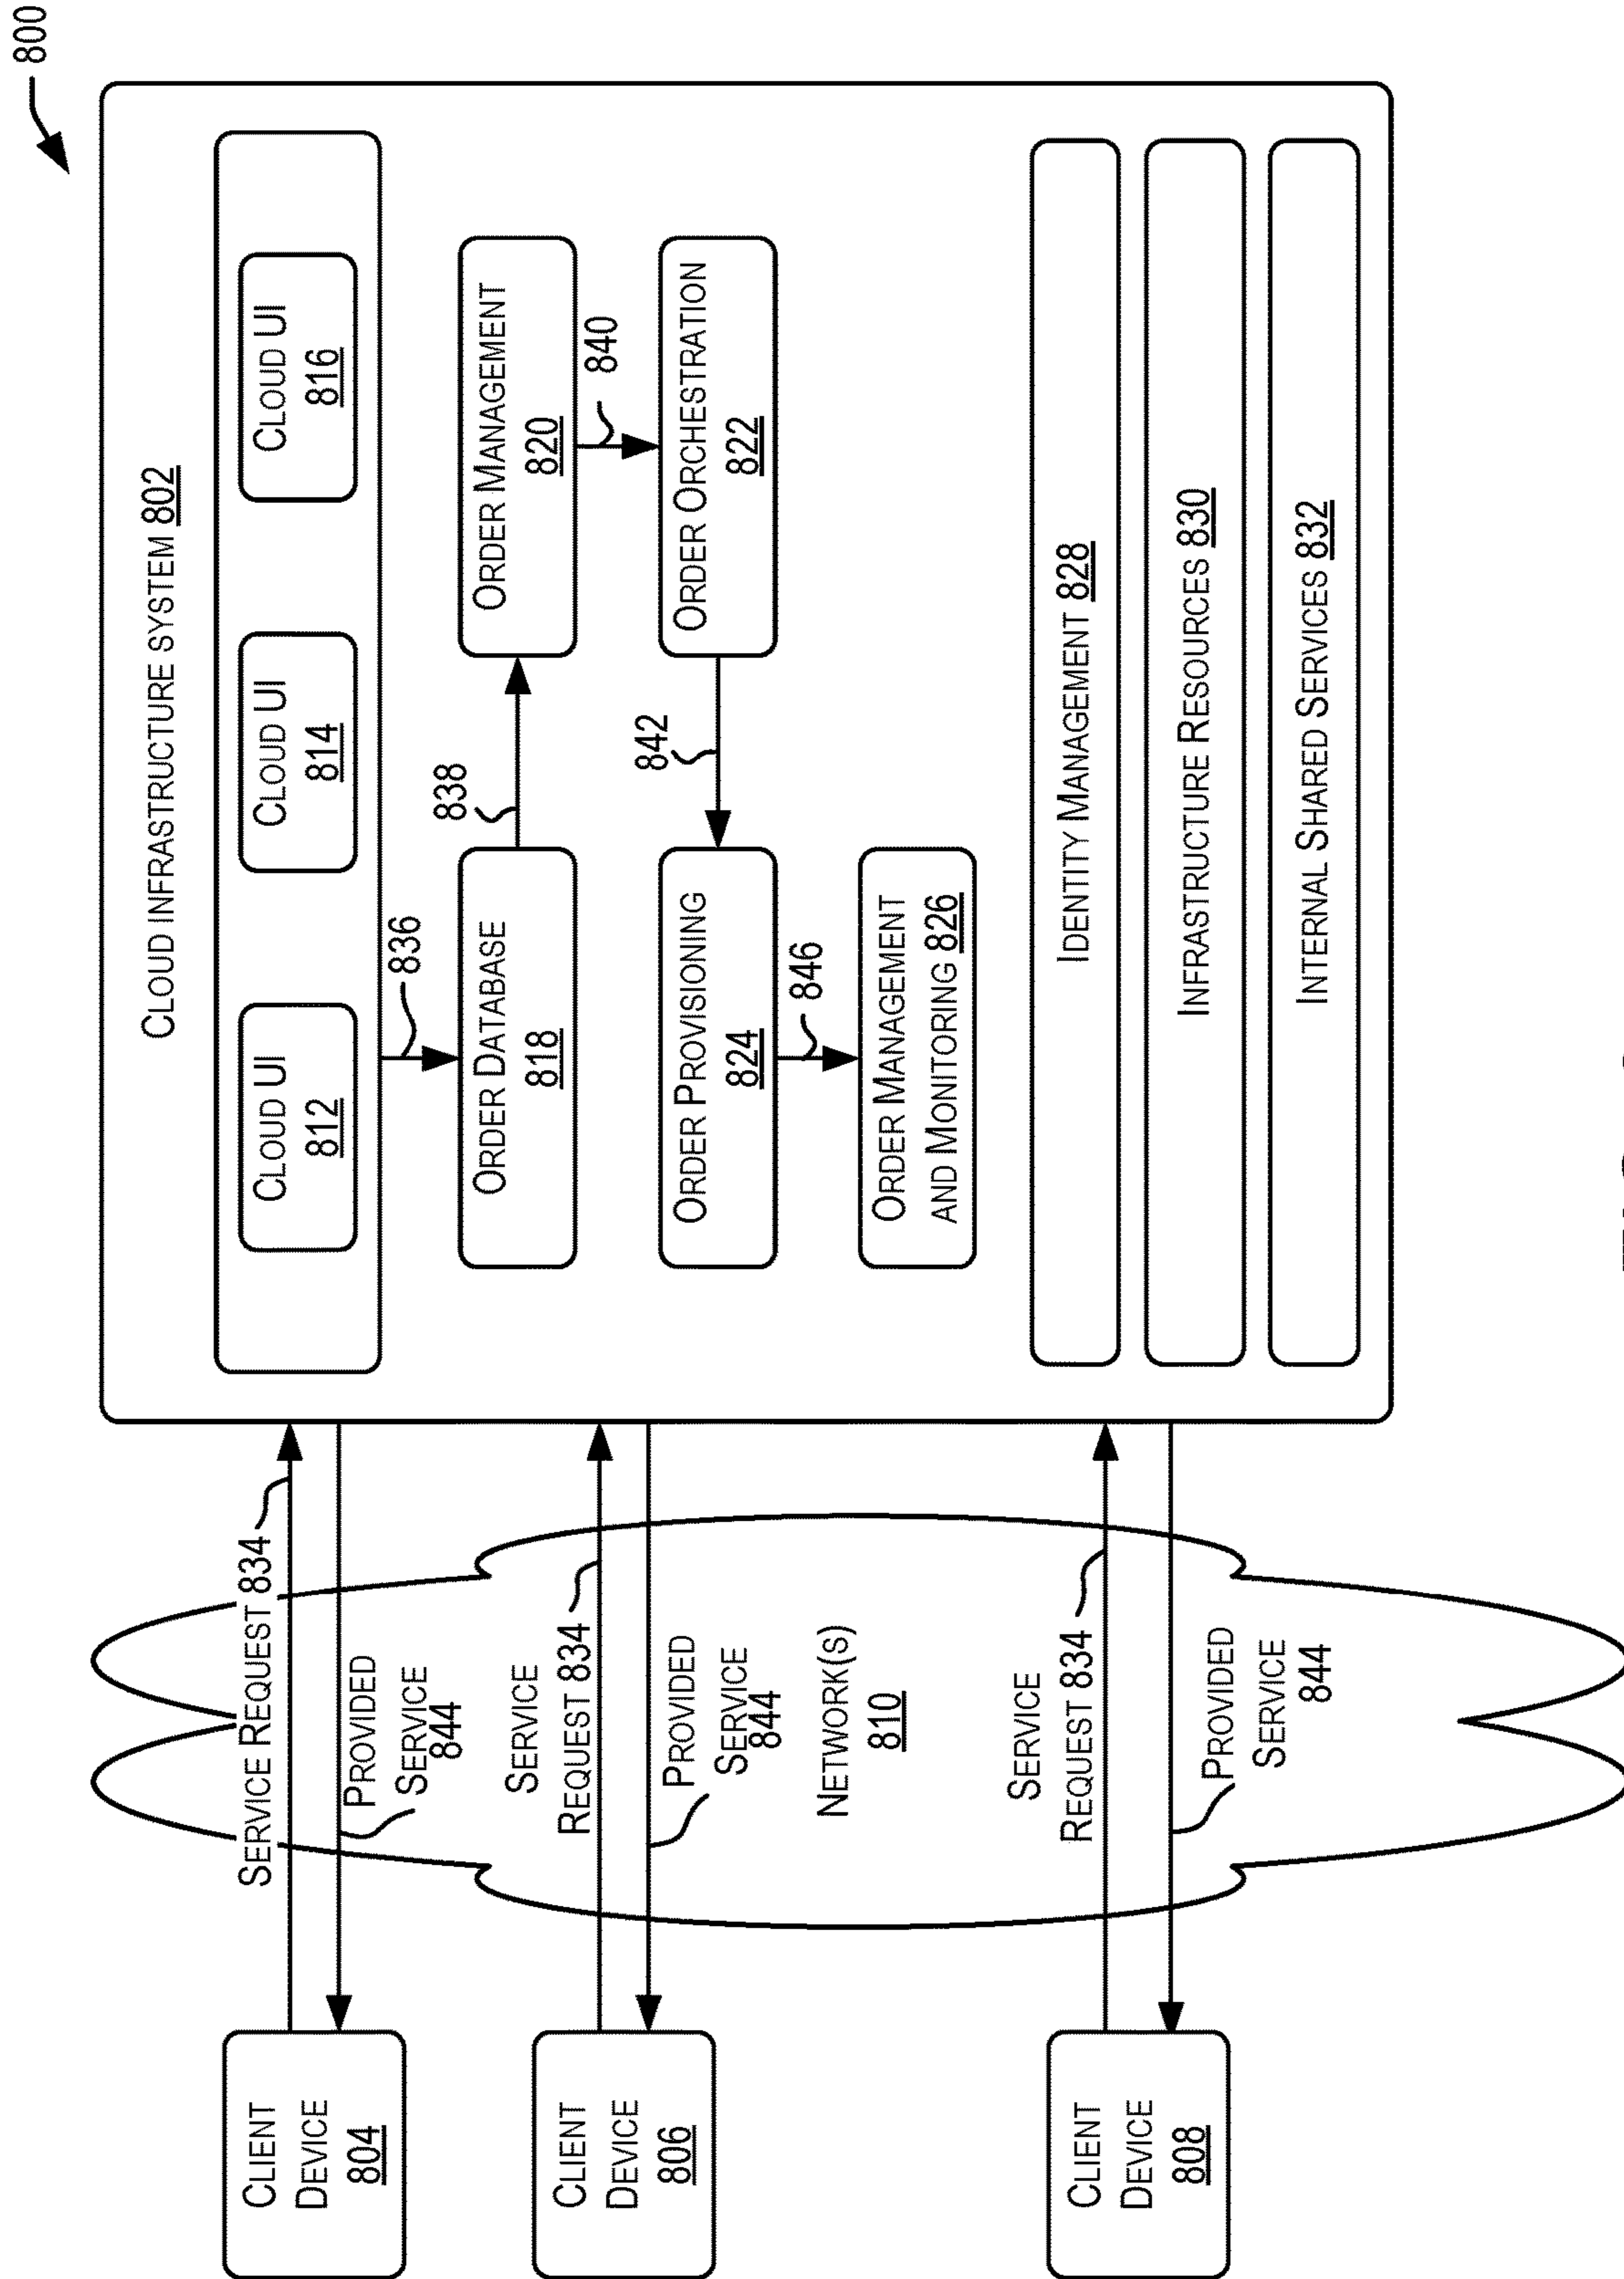 800
CLOUD INFRASTRUCTURE SYSTEM 802
CLOUD UI
812
CLOUD UI
814
CLOUD UI
816
836
ORDER DATABASE
818
838
ORDER MANAGEMENT
820
840
ORDER PROVISIONING
824
842
ORDER ORCHESTRATION
822
846
ORDER MANAGEMENT
AND MONITORING 826
IDENTITY MANAGEMENT 828
INFRASTRUCTURE RESOURCES 830
INTERNAL SHARED SERVICES 832
CLIENT
DEVICE
804
SERVICE REQUEST 834
PROVIDED
SERVICE
844
CLIENT
DEVICE
806
SERVICE
REQUEST 834
PROVIDED
SERVICE
844
NETWORK(S)
810
CLIENT
DEVICE
808
SERVICE
REQUEST 834
PROVIDED
SERVICE
844